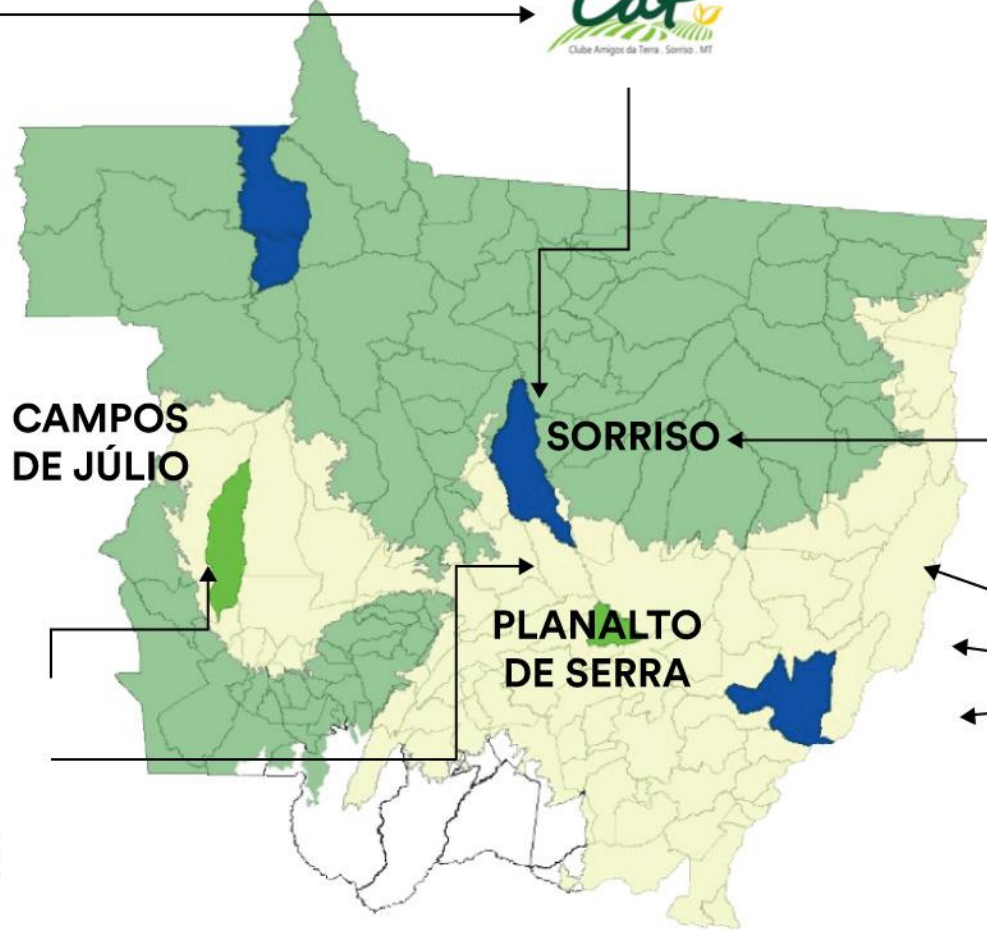 CAT
Clube Amigos da Terra . Sorriso . MT
CAMPOS
DE JÚLIO
SORRISO
PLANALTO
DE SERRA